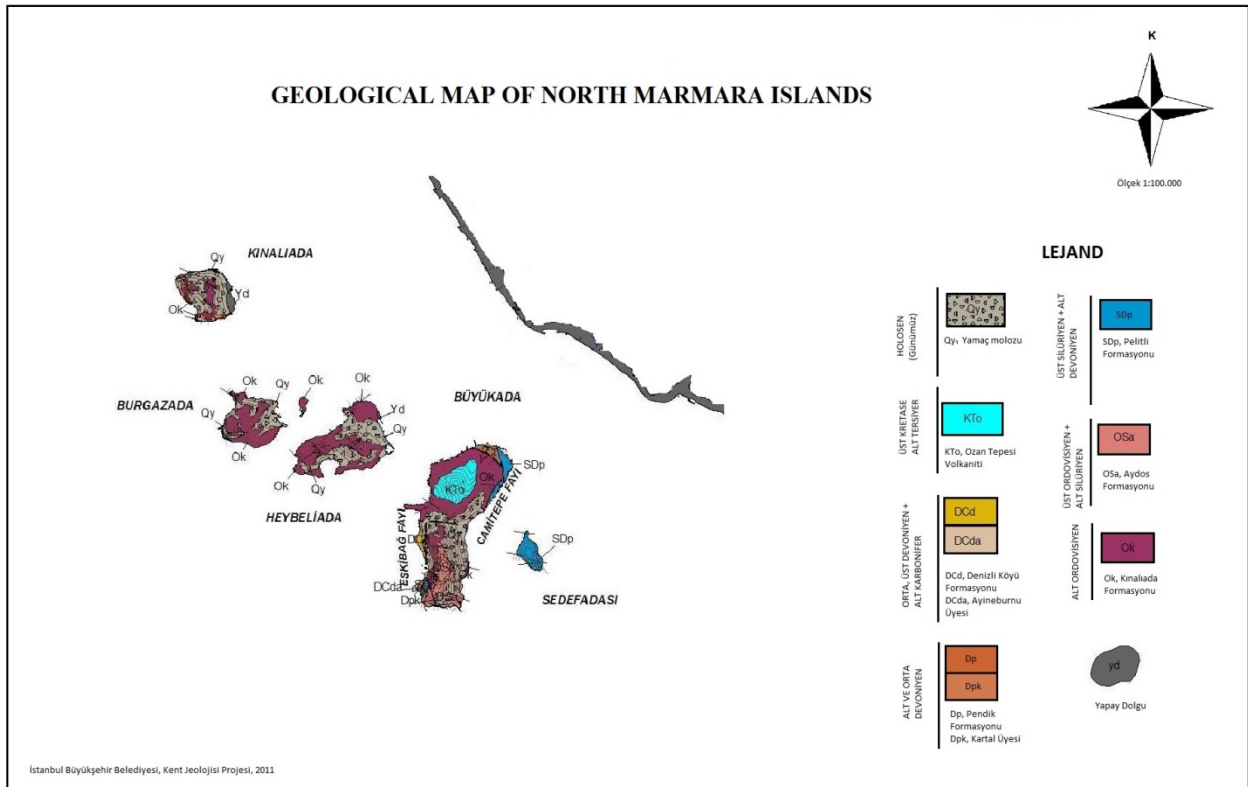 GEOLOGICAL MAP OF NORTH MARMARA ISLANDS
K
Ölçek 1:100.000
KINALIADA
Qy
Yd
Ok
BURGAZADA
Ok
Qy
Ok
Ok
Qy
Ok
Yd
Qy
Ok
Qy
HEYBELİADA
BÜYÜKADA
SDp
Ok
KTo
CAMİTEPE FAYI
ESKİBAĞ FAYI
DCda
Dpk
SDp
SEDEFADASI
LEJAND
HOLOSEN
(Günümüz)
Qy
Qy, Yamaç molozu
ÜST KRETASE
ALT TERSİYER
KTo
KTo, Ozan Tepesi
Volkaniti
ORTA, ÜST DEVONİYEN +
ALT KARBONİFER
DCd
DCda
DCd, Denizli Köyü
Formasyonu
DCda, Ayineburnu
Üyesi
ALT VE ORTA
DEVONİYEN
Dp
Dpk
Dp, Pendik
Formasyonu
Dpk, Kartal Üyesi
ÜST SİLÜRİYEN + ALT
DEVONİYEN
SDp
SDp, Pelitli
Formasyonu
ÜST ORDOVİSİYEN +
ALT SİLÜRİYEN
OSa
OSa, Aydos
Formasyonu
ALT ORDOVİSİYEN
Ok
Ok, Kınalıada
Formasyonu
yd
Yapay Dolgu
İstanbul Büyükşehir Belediyesi, Kent Jeolojisi Projesi, 2011